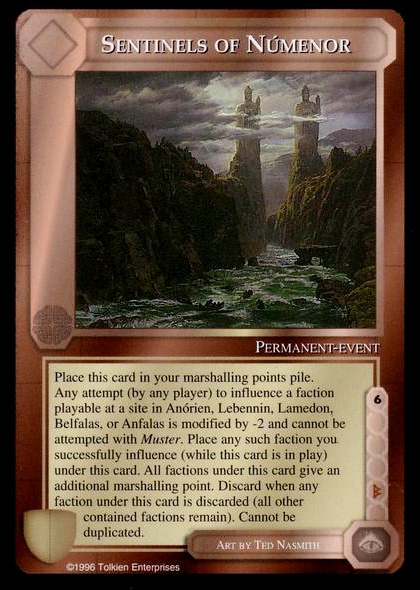 SENTINELS OF NÚMENOR
PERMANENT-EVENT
Place this card in your marshalling points pile.
Any attempt (by any player) to influence a faction
playable at a site in Anórien, Lebennin, Lamedon,
Belfalas, or Anfalas is modified by -2 and cannot be
attempted with Muster. Place any such faction you
successfully influence (while this card is in play)
under this card. All factions under this card give an
additional marshalling point. Discard when any
faction under this card is discarded (all other
contained factions remain). Cannot be
duplicated.
6
ART BY TED NASMITH
©1996 Tolkien Enterprises